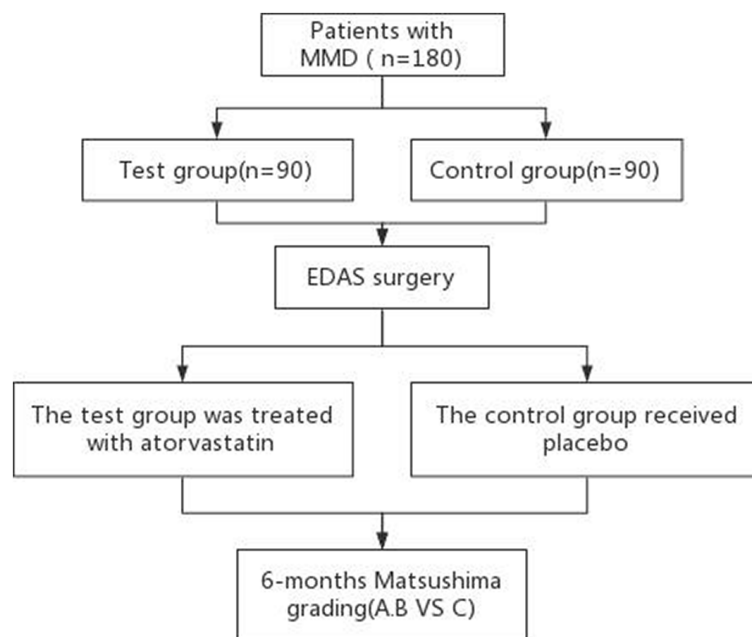 Patients with
MMD ( n=180)
Test group(n=90)
Control group(n=90)
EDAS surgery
The test group was treated
with atorvastatin
The control group received
placebo
6-months Matsushima
grading(A.B VS C)